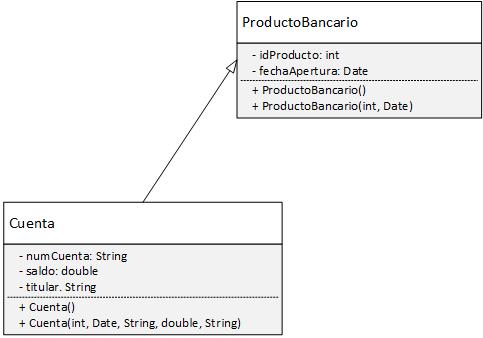 ProductoBancario
- idProducto: int
- fechaApertura: Date
+ ProductoBancario()
+ ProductoBancario(int, Date)
Cuenta
- numCuenta: String
- saldo: double
- titular. String
+ Cuenta()
+ Cuenta(int, Date, String, double, String)